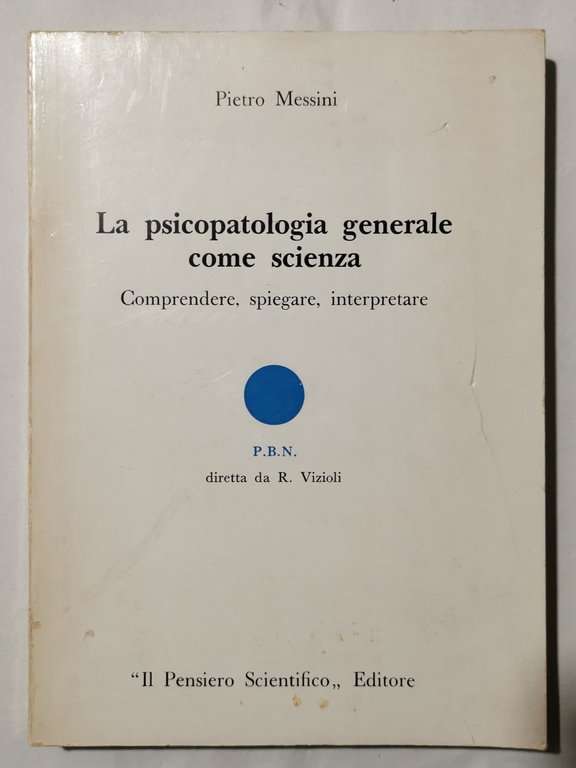 Pietro Messini
La psicopatologia generale
come scienza
Comprendere, spiegare, interpretare
P.B.N.
diretta da R. Vizioli
“Il Pensiero Scientifico„ Editore